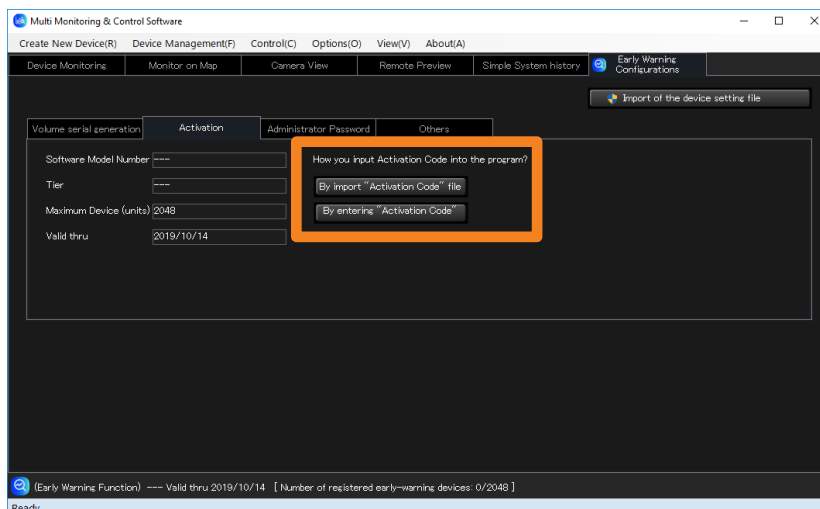 Multi Monitoring & Control Software
Create New Device(R) Device Management(F) Control(C) Options(O) View(V) About(A)
Device Monitoring Monitor on Map Camera View Remote Preview Simple System history Early Warning Configurations
Import of the device setting file
Volume serial generation Activation Administrator Password Others
Software Model Number --- How you input Activation Code into the program?
Tier --- By import "Activation Code" file
Maximum Device (units) 2048 By entering "Activation Code"
Valid thru 2019/10/14
(Early Warning Function) --- Valid thru 2019/10/14 [ Number of registered early-warning devices: 0/2048 ]
Ready